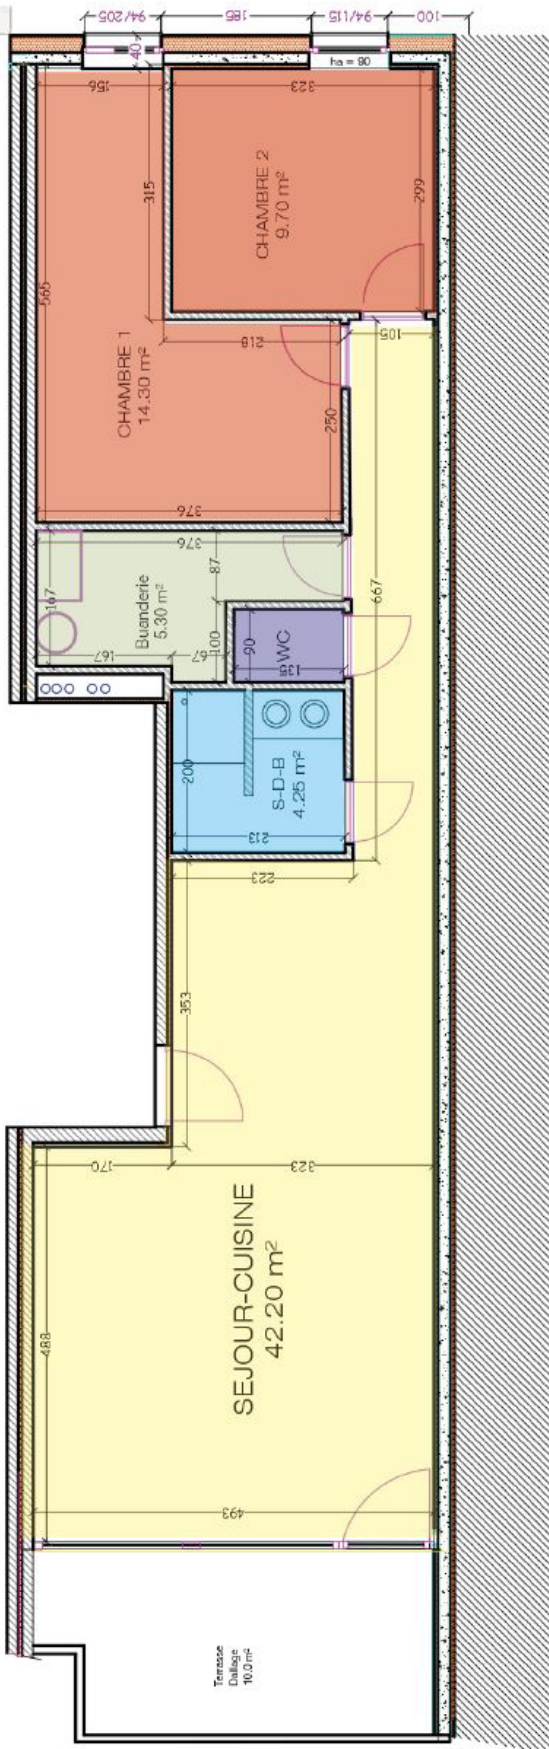 94/205
185
94/115
100
40
ha = 90
156
323
315
CHAMBRE 2
9.70 m²
299
565
218
105
CHAMBRE 1
14.30 m²
250
376
376
87
667
167
Buanderie
5.30 m²
100
90
WC
167
67
135
200
S-D-B
4.25 m²
213
223
353
170
323
SEJOUR-CUISINE
42.20 m²
488
493
Terrasse
Dallage
10.0 m²